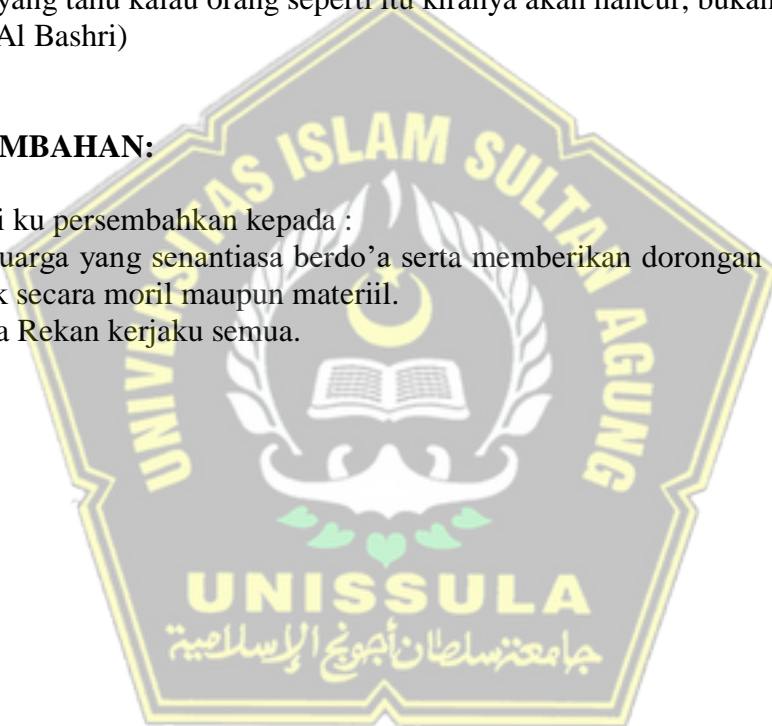 yang tahu kalau orang seperti itu kiranya akan hancur, bukan
Al Bashri)
MBAHAN:
i ku persembahkan kepada :
uarga yang senantiasa berdo’a serta memberikan dorongan
k secara moril maupun materiil.
a Rekan kerjaku semua.
UNIVERSITAS ISLAM SULTAN AGUNG
UNISSULA
جامعة سلطان أجونج الإسلامية